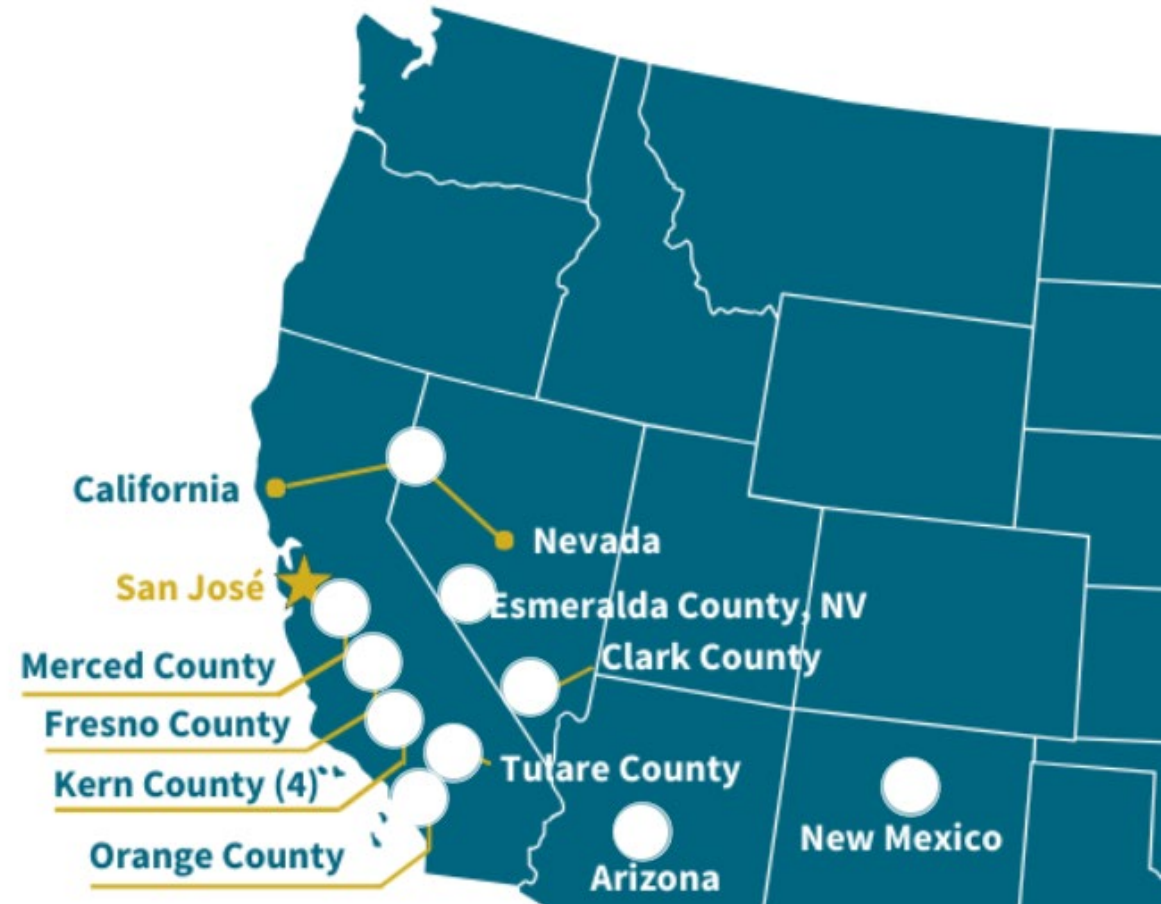 California
Nevada
San José
Esmeralda County, NV
Clark County
Merced County
Fresno County
Kern County (4)
Tulare County
Orange County
New Mexico
Arizona